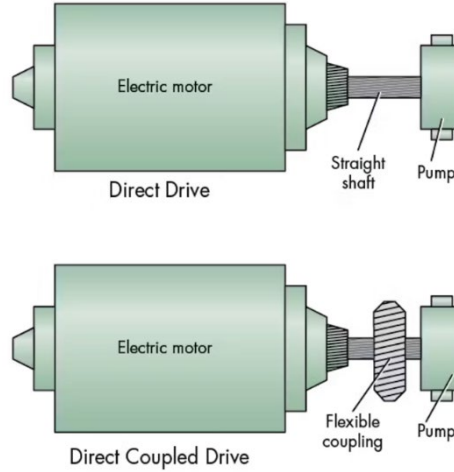 Electric motor
Straight
shaft
Pump
Direct Drive
Electric motor
Flexible
coupling
Pump
Direct Coupled Drive